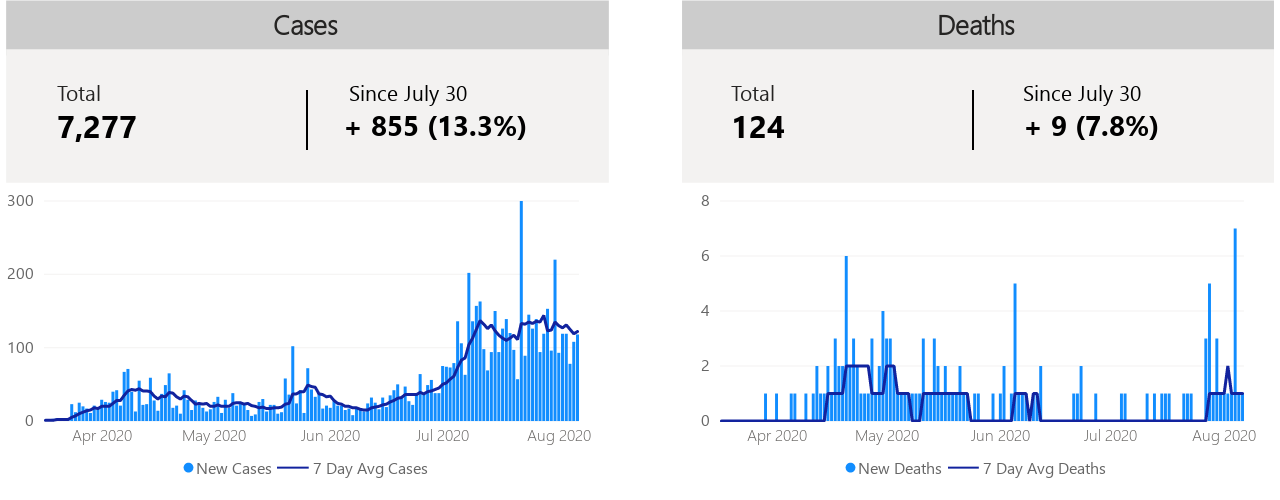 Cases
Total
7,277
Since July 30
+ 855 (13.3%)
300
200
100
0
Apr 2020 May 2020 Jun 2020 Jul 2020 Aug 2020
New Cases 7 Day Avg Cases
Deaths
Total
124
Since July 30
+ 9 (7.8%)
8
6
4
2
0
Apr 2020 May 2020 Jun 2020 Jul 2020 Aug 2020
New Deaths 7 Day Avg Deaths